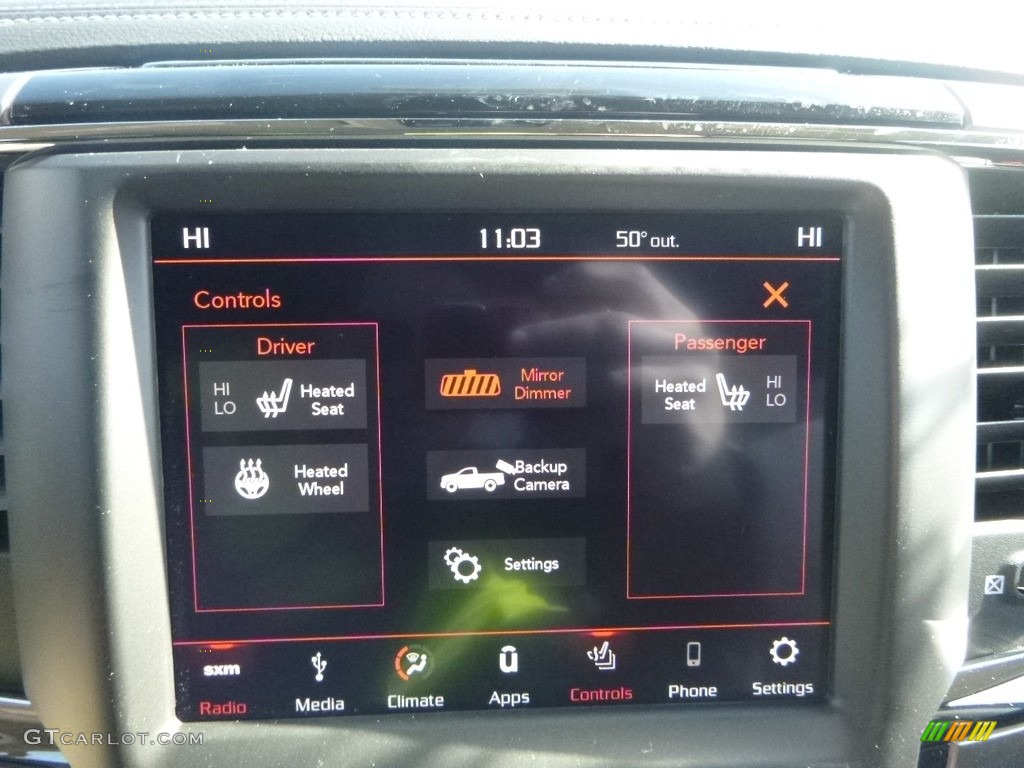 HI 11:03 50° out. HI
Controls
Driver
HI
LO
Heated
Seat
Heated
Wheel
Mirror
Dimmer
Backup
Camera
Settings
Passenger
Heated
Seat
HI
LO
sxm
Radio Media Climate Apps Controls Phone Settings
GTcarlot.com